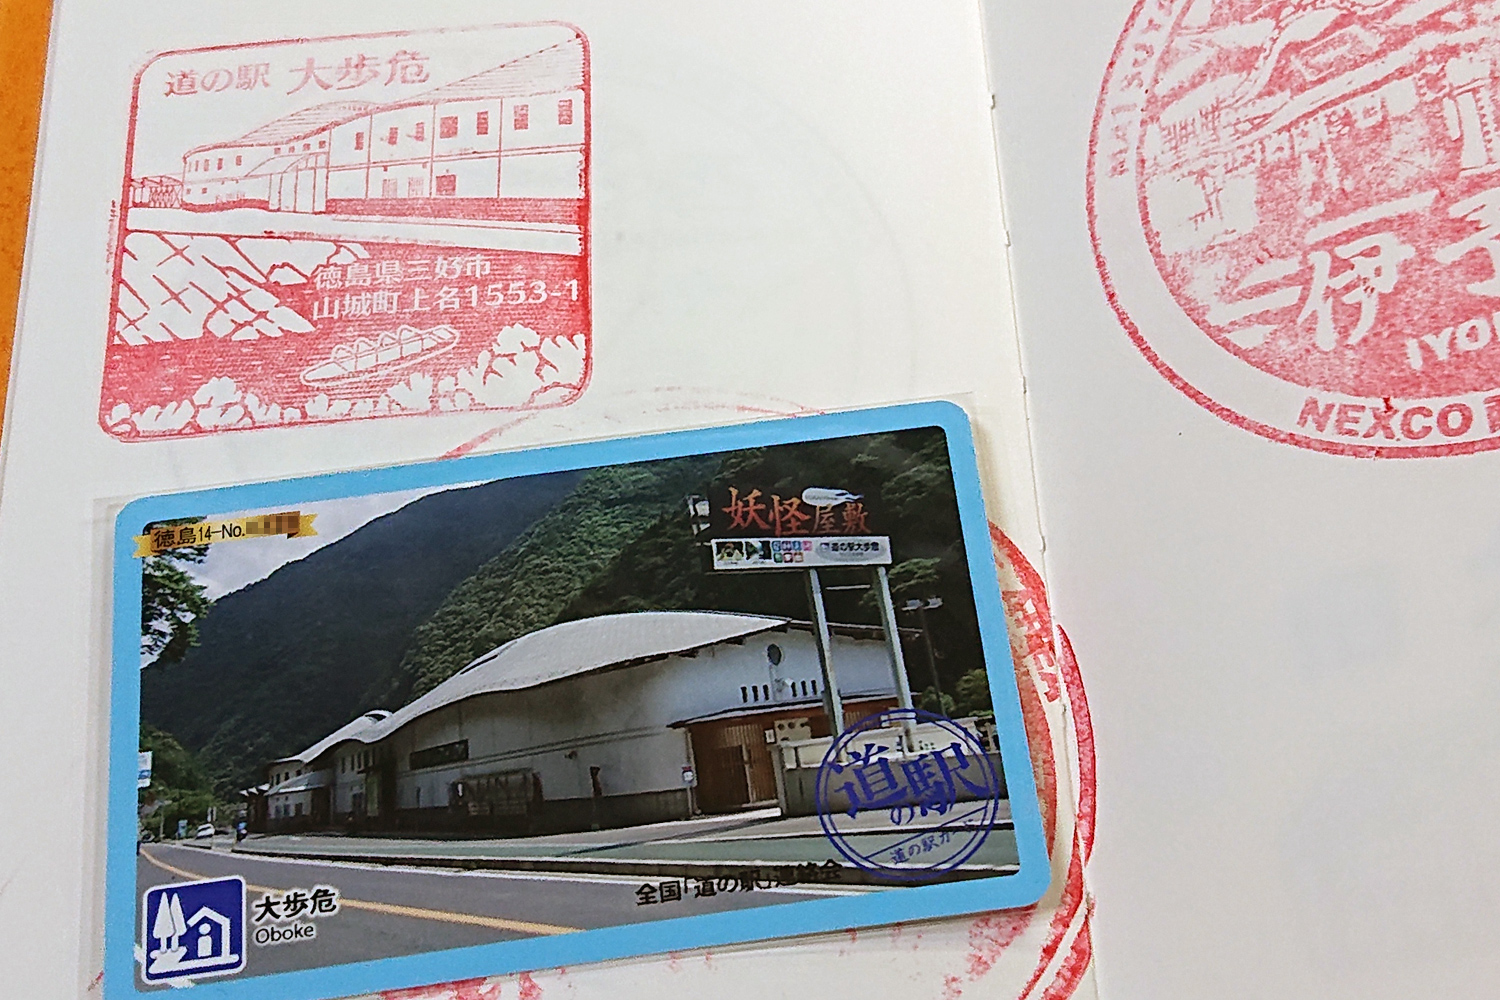 道の駅 大歩危
徳島県三好市
山城町上名1553-1
伊予
IYO
NEXCO
徳島14-No.
妖怪屋敷
道の駅大歩危
道の駅
道の駅カード
全国「道の駅」連絡会
大歩危
Oboke